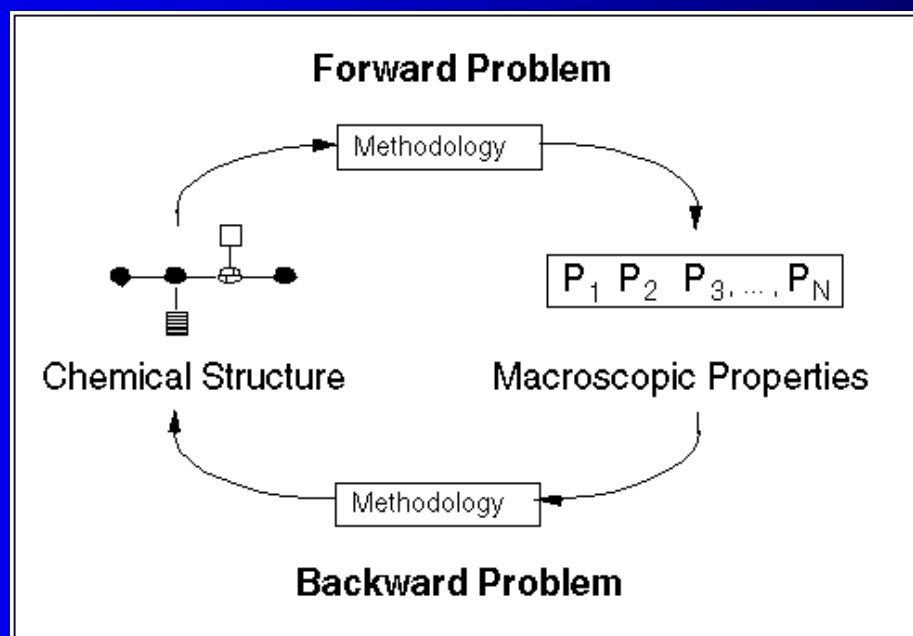 Forward Problem
Methodology
P1 P2 P3, ... , PN
Chemical Structure
Macroscopic Properties
Methodology
Backward Problem